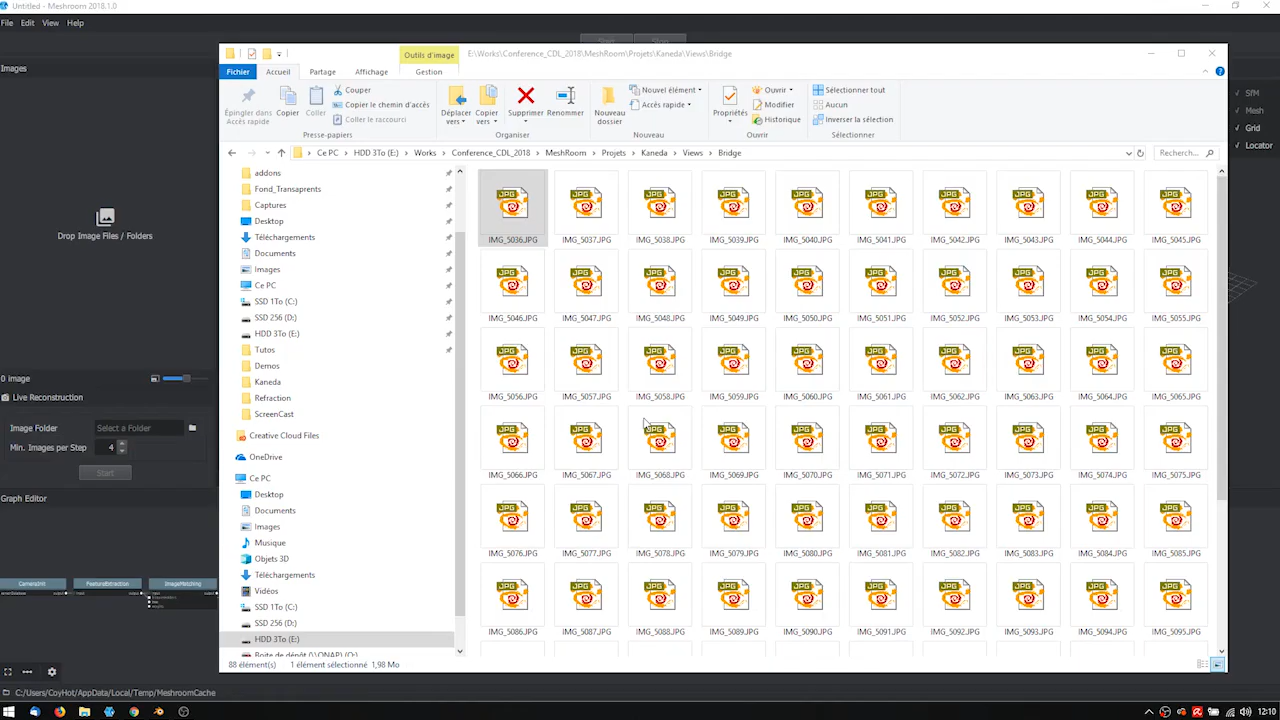 Untitled - Meshroom 2018.1.0
File Edit View Help
Images
Drop Image Files / Folders
0 image
Live Reconstruction
Image Folder Select a Folder
Min. Images per Step 4
Start
Graph Editor
CameraInit FeatureExtraction ImageMatching
C:/Users/CoyHot/AppData/Local/Temp/MeshroomCache
Outils d'image E:\Works\Conference_CDL_2018\MeshRoom\Projets\Kaneda\Views\Bridge
Fichier Accueil Partage Affichage Gestion
Épingler dans Accès rapide
Copier
Coller
Couper
Copier le chemin d'accès
Coller le raccourci
Presse-papiers
Déplacer vers
Copier vers
Supprimer
Renommer
Organiser
Nouveau dossier
Nouvel élément
Accès rapide
Nouveau
Propriétés
Ouvrir
Modifier
Historique
Ouvrir
Sélectionner tout
Aucun
Inverser la sélection
Sélectionner
Ce PC HDD 3To (E:) Works Conference_CDL_2018 MeshRoom Projets Kaneda Views Bridge
Recherch...
addons
Fond_Transaprents
Captures
Desktop
Téléchargements
Documents
Images
Ce PC
SSD 1To (C:)
SSD 256 (D:)
HDD 3To (E:)
Tutos
Demos
Kaneda
Refraction
ScreenCast
Creative Cloud Files
OneDrive
Ce PC
Desktop
Documents
Images
Musique
Objets 3D
Téléchargements
Vidéos
SSD 1To (C:)
SSD 256 (D:)
HDD 3To (E:)
IMG_5036.JPG IMG_5037.JPG IMG_5038.JPG IMG_5039.JPG IMG_5040.JPG IMG_5041.JPG IMG_5042.JPG IMG_5043.JPG IMG_5044.JPG IMG_5045.JPG
IMG_5046.JPG IMG_5047.JPG IMG_5048.JPG IMG_5049.JPG IMG_5050.JPG IMG_5051.JPG IMG_5052.JPG IMG_5053.JPG IMG_5054.JPG IMG_5055.JPG
IMG_5056.JPG IMG_5057.JPG IMG_5058.JPG IMG_5059.JPG IMG_5060.JPG IMG_5061.JPG IMG_5062.JPG IMG_5063.JPG IMG_5064.JPG IMG_5065.JPG
IMG_5066.JPG IMG_5067.JPG IMG_5068.JPG IMG_5069.JPG IMG_5070.JPG IMG_5071.JPG IMG_5072.JPG IMG_5073.JPG IMG_5074.JPG IMG_5075.JPG
IMG_5076.JPG IMG_5077.JPG IMG_5078.JPG IMG_5079.JPG IMG_5080.JPG IMG_5081.JPG IMG_5082.JPG IMG_5083.JPG IMG_5084.JPG IMG_5085.JPG
IMG_5086.JPG IMG_5087.JPG IMG_5088.JPG IMG_5089.JPG IMG_5090.JPG IMG_5091.JPG IMG_5092.JPG IMG_5093.JPG IMG_5094.JPG IMG_5095.JPG
88 élément(s) 1 élément sélectionné 1,98 Mo
SfM
Mesh
Grid
Locator
12:10